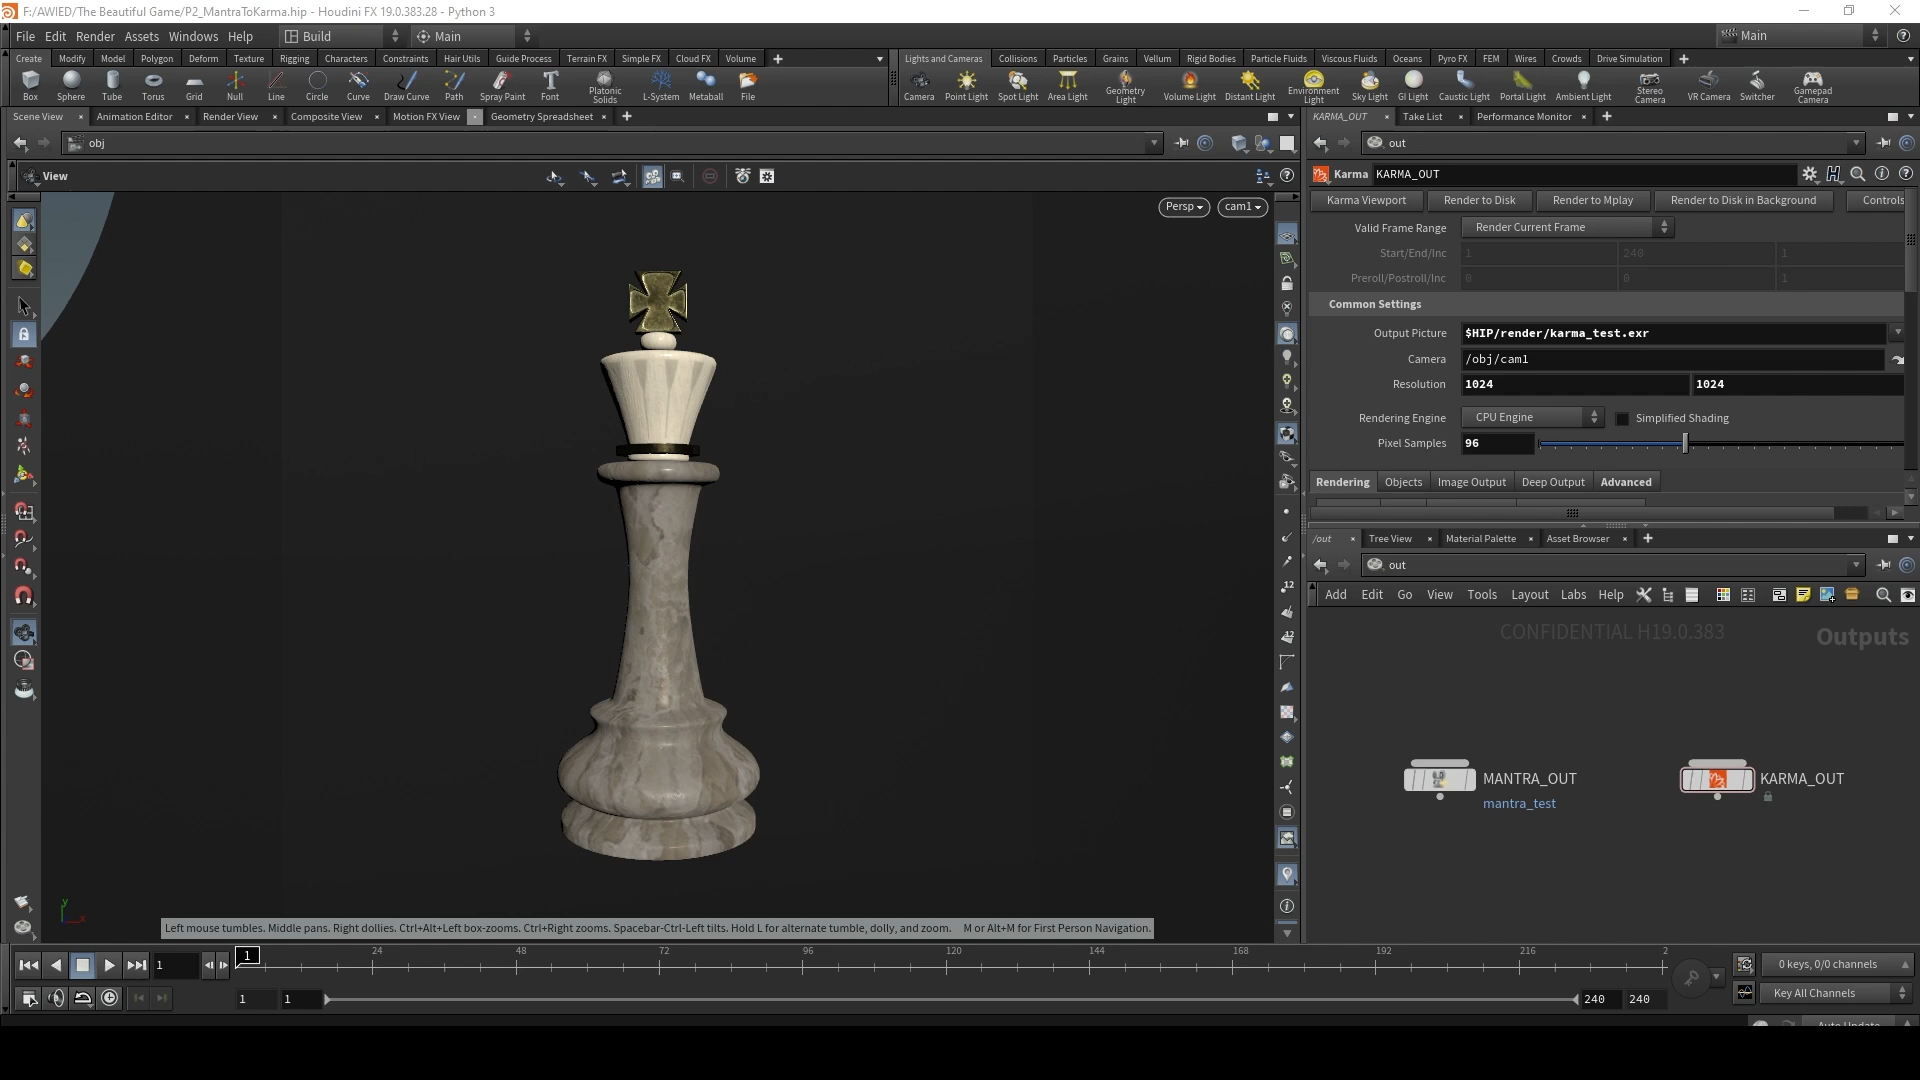 F:/AWIED/The Beautiful Game/P2_MantraToKarma.hip - Houdini FX 19.0.383.28 - Python 3
File Edit Render Assets Windows Help Build Main Main
Create Modify Model Polygon Deform Texture Rigging Characters Constraints Hair Utils Guide Process Terrain FX Simple FX Cloud FX Volume
Box Sphere Tube Torus Grid Null Line Circle Curve Draw Curve Path Spray Paint Font Platonic Solids L-System Metaball File
Lights and Cameras Collisions Particles Grains Vellum Rigid Bodies Particle Fluids Viscous Fluids Oceans Pyro FX FEM Wires Crowds Drive Simulation
Camera Point Light Spot Light Area Light Geometry Light Volume Light Distant Light Environment Light Sky Light GI Light Caustic Light Portal Light Ambient Light Stereo Camera VR Camera Switcher Gamepad Camera
Scene View Animation Editor Render View Composite View Motion FX View Geometry Spreadsheet
obj
View
Persp cam1
12
12
y
x
Left mouse tumbles. Middle pans. Right dollies. Ctrl+Alt+Left box-zooms. Ctrl+Right zooms. Spacebar-Ctrl-Left tilts. Hold L for alternate tumble, dolly, and zoom. M or Alt+M for First Person Navigation.
KARMA_OUT Take List Performance Monitor
out
Karma KARMA_OUT
Karma Viewport Render to Disk Render to Mplay Render to Disk in Background Controls
Valid Frame Range Render Current Frame
Start/End/Inc 1 240 1
Preroll/Postroll/Inc 0 0 1
Common Settings
Output Picture $HIP/render/karma_test.exr
Camera /obj/cam1
Resolution 1024 1024
Rendering Engine CPU Engine Simplified Shading
Pixel Samples 96
Rendering Objects Image Output Deep Output Advanced
/out Tree View Material Palette Asset Browser
out
Add Edit Go View Tools Layout Labs Help
CONFIDENTIAL H19.0.383 Outputs
MANTRA_OUT
mantra_test
KARMA_OUT
1 1 24 48 72 96 120 144 168 192 216 2
0 keys, 0/0 channels
1 1 240 240
Key All Channels
Auto Update